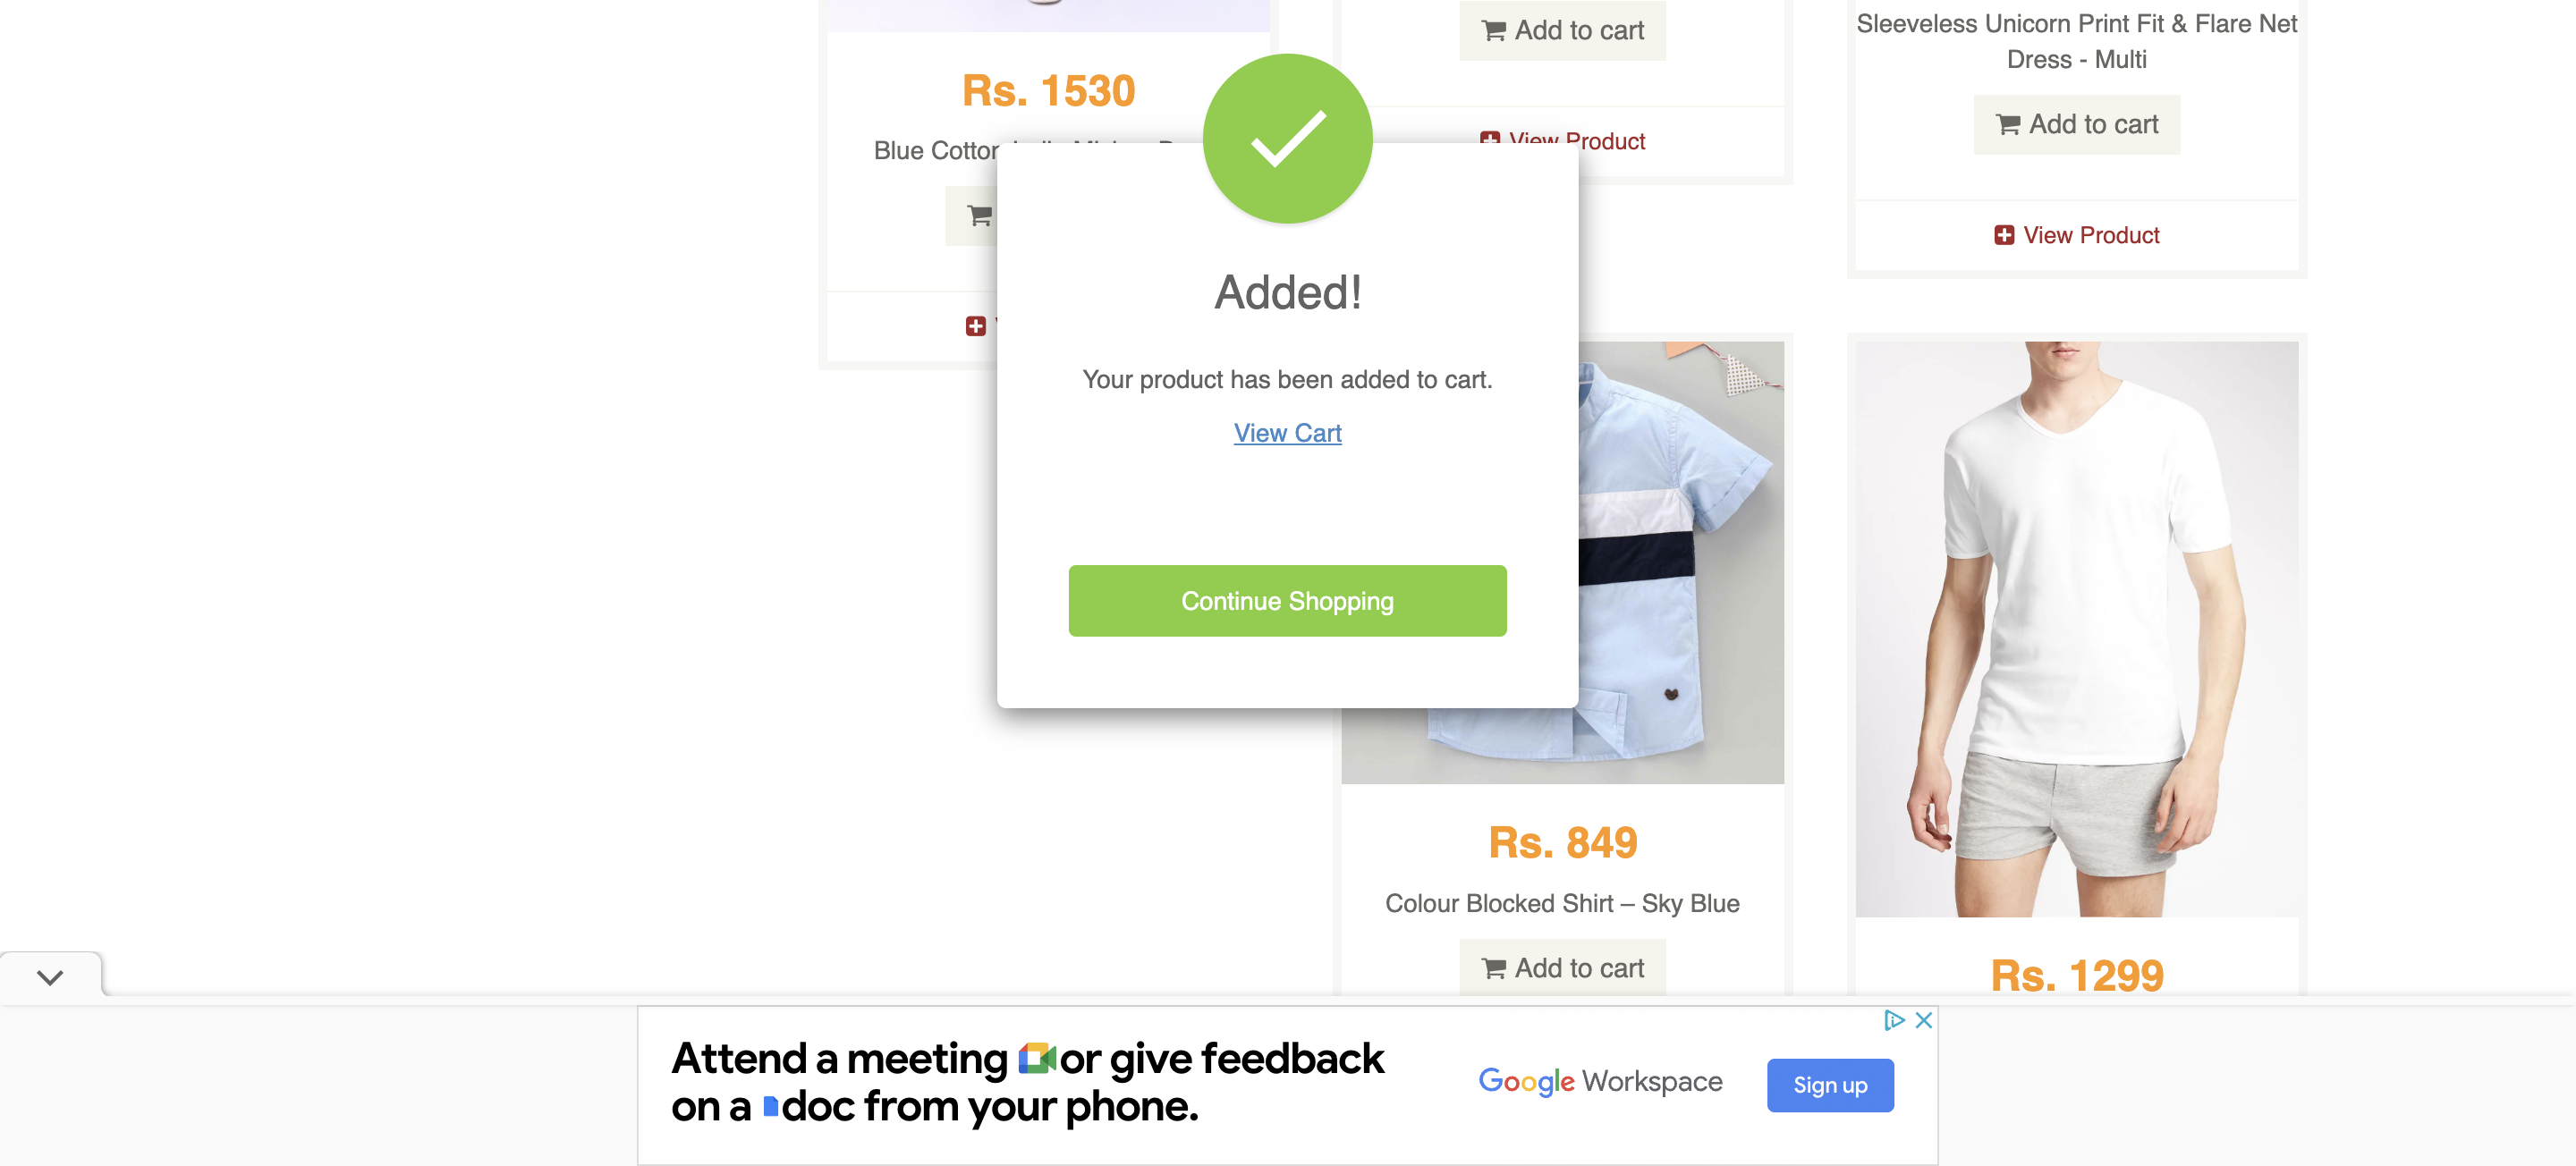 Rs. 1530
Blue Cotton
Add to cart
View Product
Sleeveless Unicorn Print Fit & Flare Net
Dress - Multi
Add to cart
View Product
Added!
Your product has been added to cart.
View Cart
Continue Shopping
Rs. 849
Colour Blocked Shirt – Sky Blue
Add to cart
Rs. 1299
Attend a meeting or give feedback
on a doc from your phone.
Google Workspace
Sign up